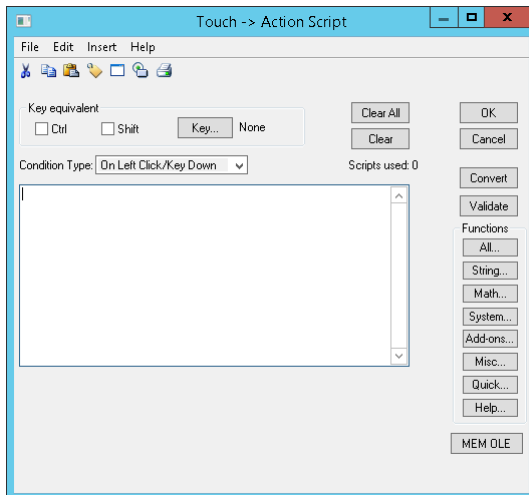 Touch -> Action Script
File Edit Insert Help
Key equivalent
Ctrl Shift Key... None
Clear All
Clear
OK
Cancel
Condition Type: On Left Click/Key Down
Scripts used: 0
Convert
Validate
Functions
All...
String...
Math...
System...
Add-ons...
Misc...
Quick...
Help...
MEM OLE